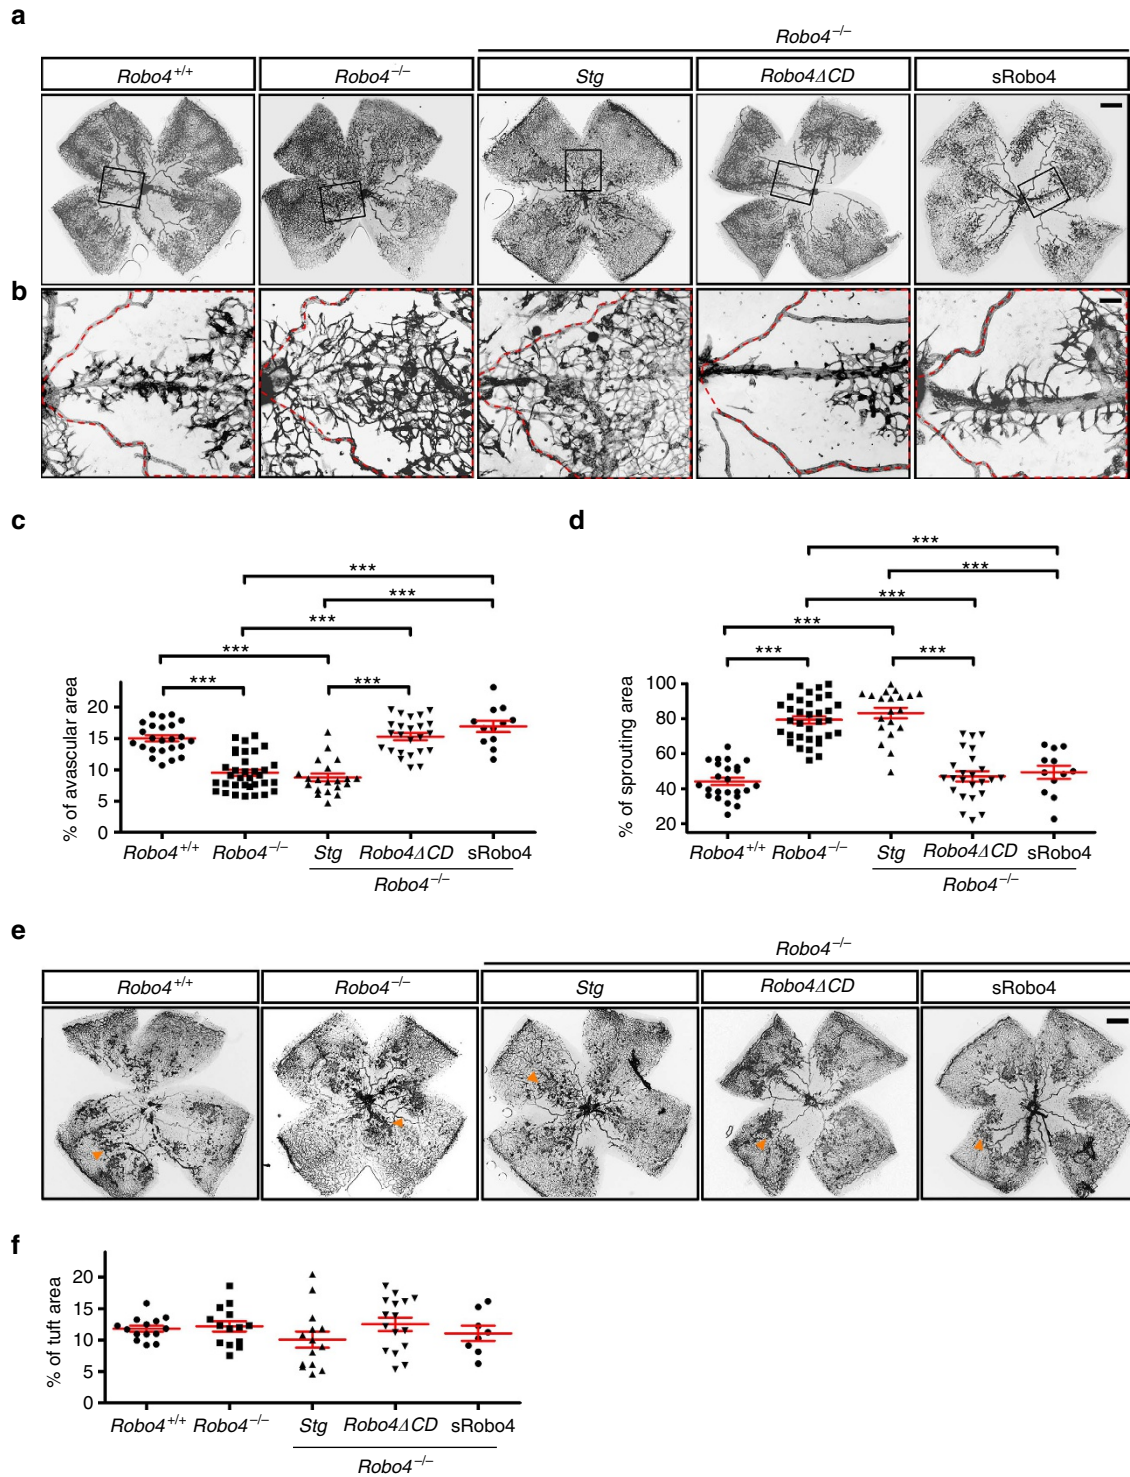 a
Robo4–/–
Robo4+/+ Robo4–/– Stg Robo4ΔCD sRobo4
b
c d
*** ***
*** ***
*** ***
*** ***
*** *** *** ***
% of avascular area
20
15
10
5
0
Robo4+/+ Robo4–/– Stg Robo4ΔCD sRobo4
Robo4–/–
% of sprouting area
100
80
60
40
20
Robo4+/+ Robo4–/– Stg Robo4ΔCD sRobo4
Robo4–/–
e
Robo4–/–
Robo4+/+ Robo4–/– Stg Robo4ΔCD sRobo4
f
% of tuft area
20
15
10
5
0
Robo4+/+ Robo4–/– Stg Robo4ΔCD sRobo4
Robo4–/–